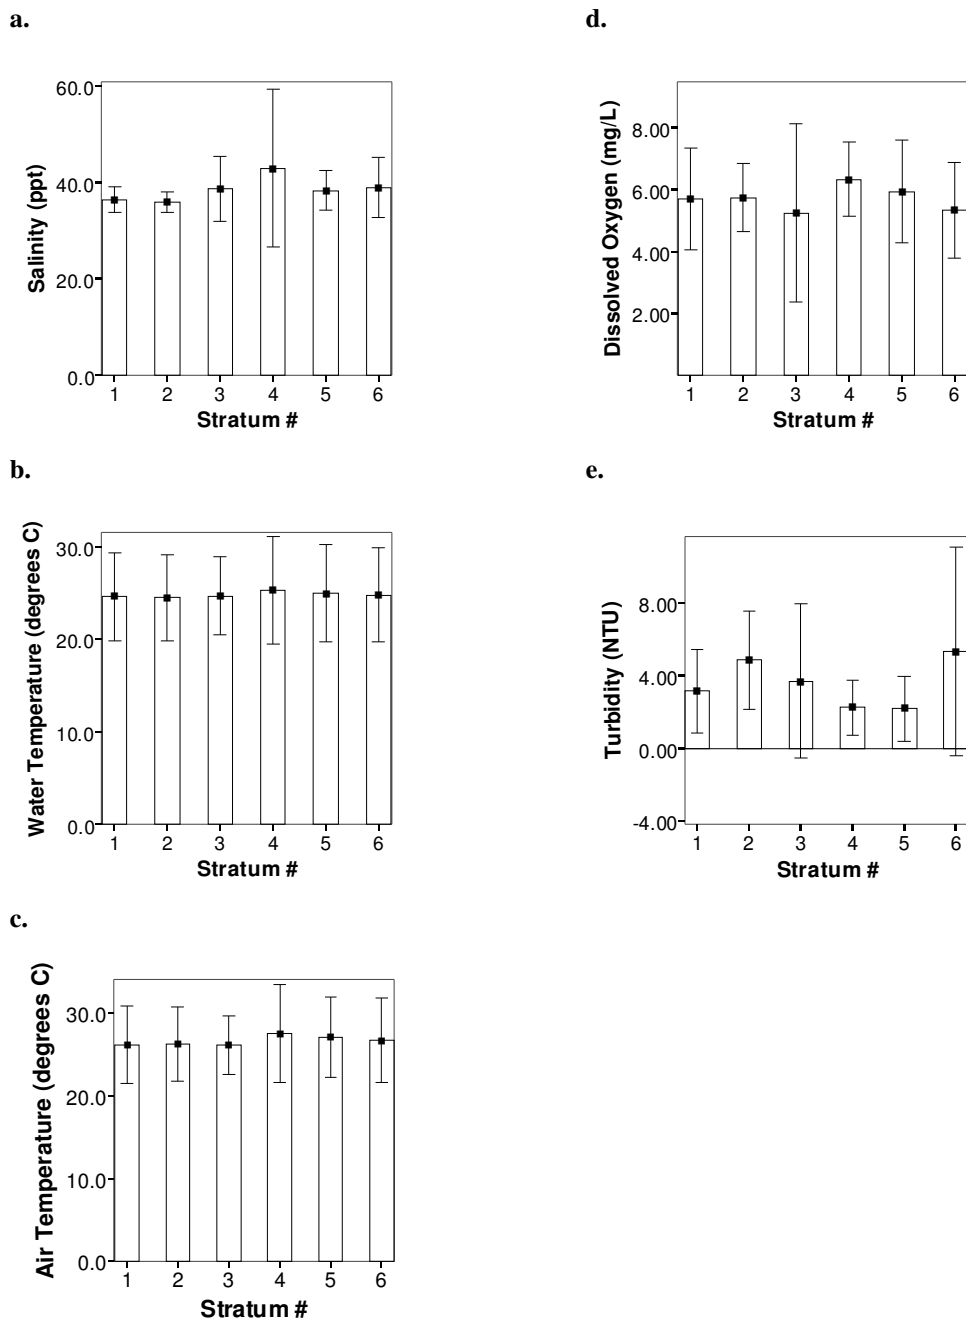 a.
60.0
40.0
20.0
0.0
Salinity (ppt)
1 2 3 4 5 6
Stratum #
b.
30.0
20.0
10.0
0.0
Water Temperature (degrees C)
1 2 3 4 5 6
Stratum #
c.
30.0
20.0
10.0
0.0
Air Temperature (degrees C)
1 2 3 4 5 6
Stratum #
d.
8.00
6.00
4.00
2.00
Dissolved Oxygen (mg/L)
1 2 3 4 5 6
Stratum #
e.
8.00
4.00
0.00
-4.00
Turbidity (NTU)
1 2 3 4 5 6
Stratum #